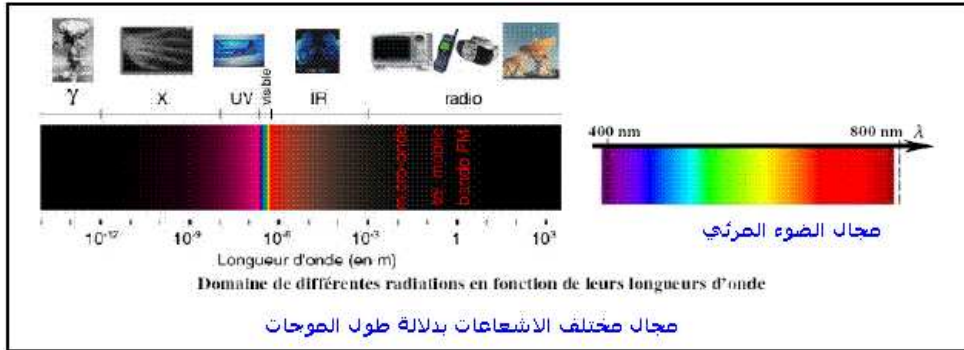 γ X UV visible IR radio
micro-onde
tél. mobile
bande FM
400 nm 800 nm λ
10⁻¹² 10⁻⁹ 10⁻⁶ 10⁻³ 1 10³
Longueur d'onde (en m)
مجال الضوء المرئي
Domaine de différentes radiations en fonction de leurs longueurs d'onde
مجال مختلف الاشعاعات بدلالة طول الموجات